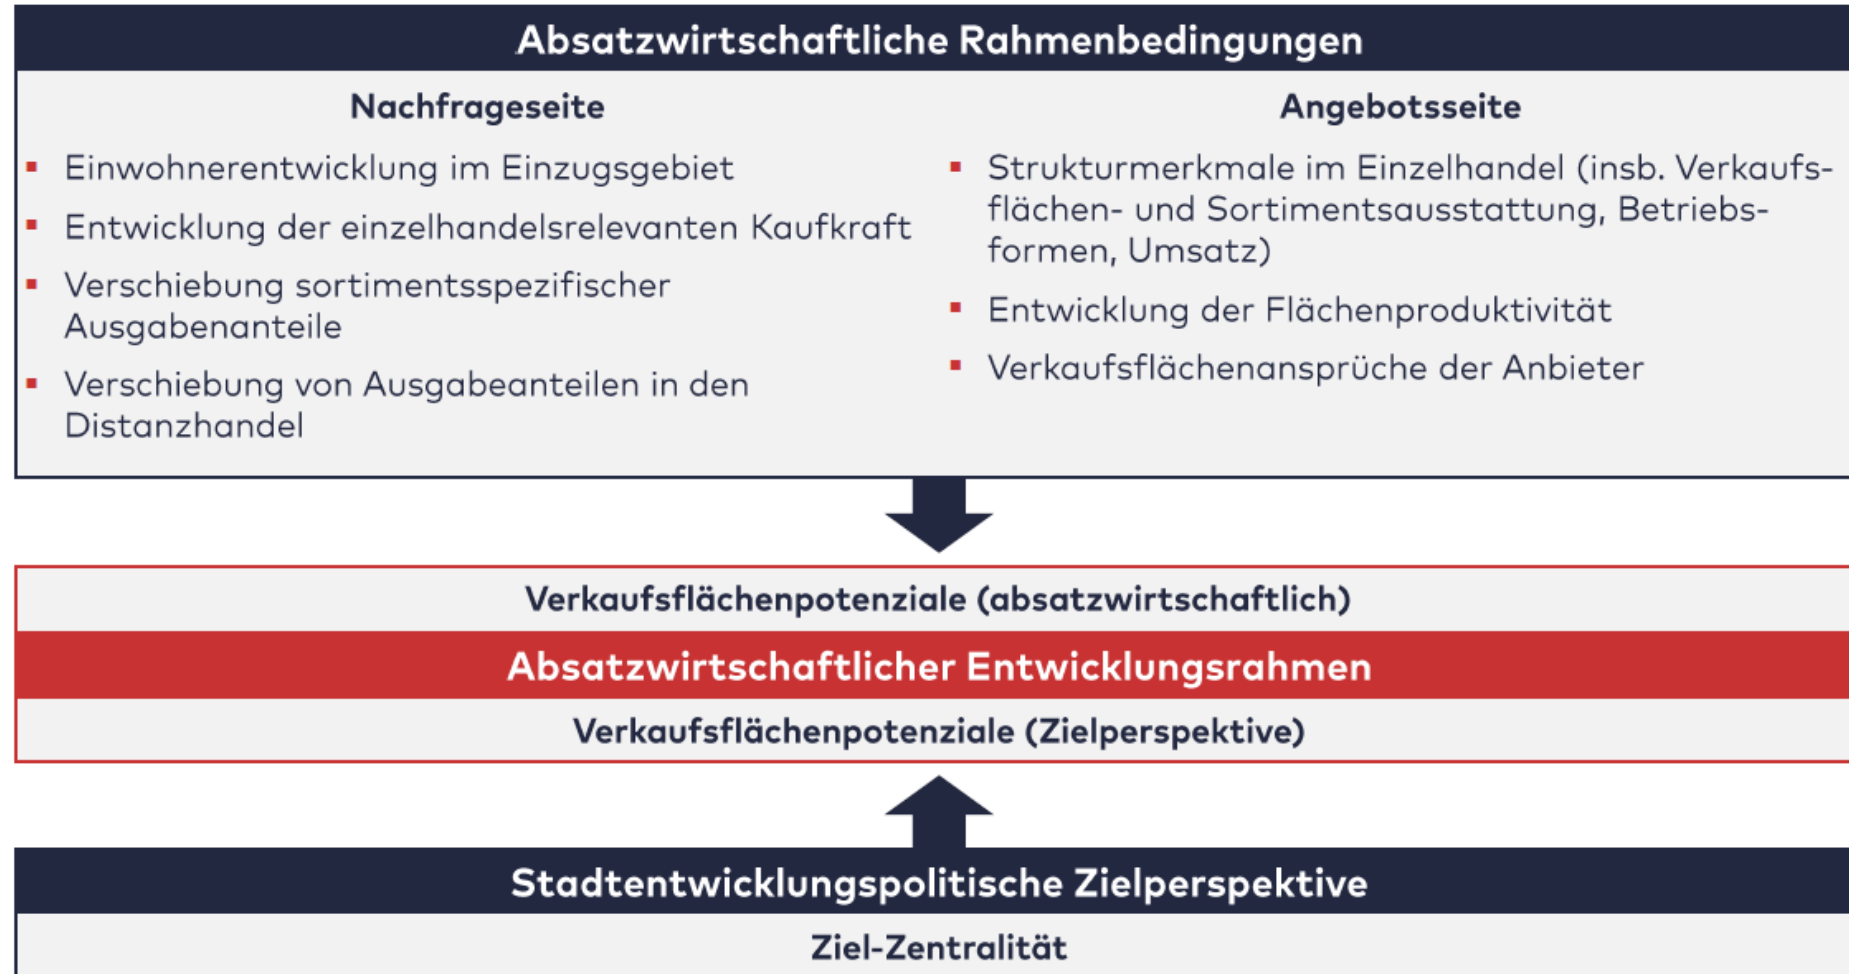 Absatzwirtschaftliche Rahmenbedingungen
Nachfrageseite
Einwohnerentwicklung im Einzugsgebiet
Entwicklung der einzelhandelsrelevanten Kaufkraft
Verschiebung sortimentsspezifischer
Ausgabenanteile
Verschiebung von Ausgabeanteilen in den
Distanzhandel
Angebotsseite
Strukturmerkmale im Einzelhandel (insb. Verkaufs-
flächen- und Sortimentsausstattung, Betriebs-
formen, Umsatz)
Entwicklung der Flächenproduktivität
Verkaufsflächenansprüche der Anbieter
Verkaufsflächenpotenziale (absatzwirtschaftlich)
Absatzwirtschaftlicher Entwicklungsrahmen
Verkaufsflächenpotenziale (Zielperspektive)
Stadtentwicklungspolitische Zielperspektive
Ziel-Zentralität